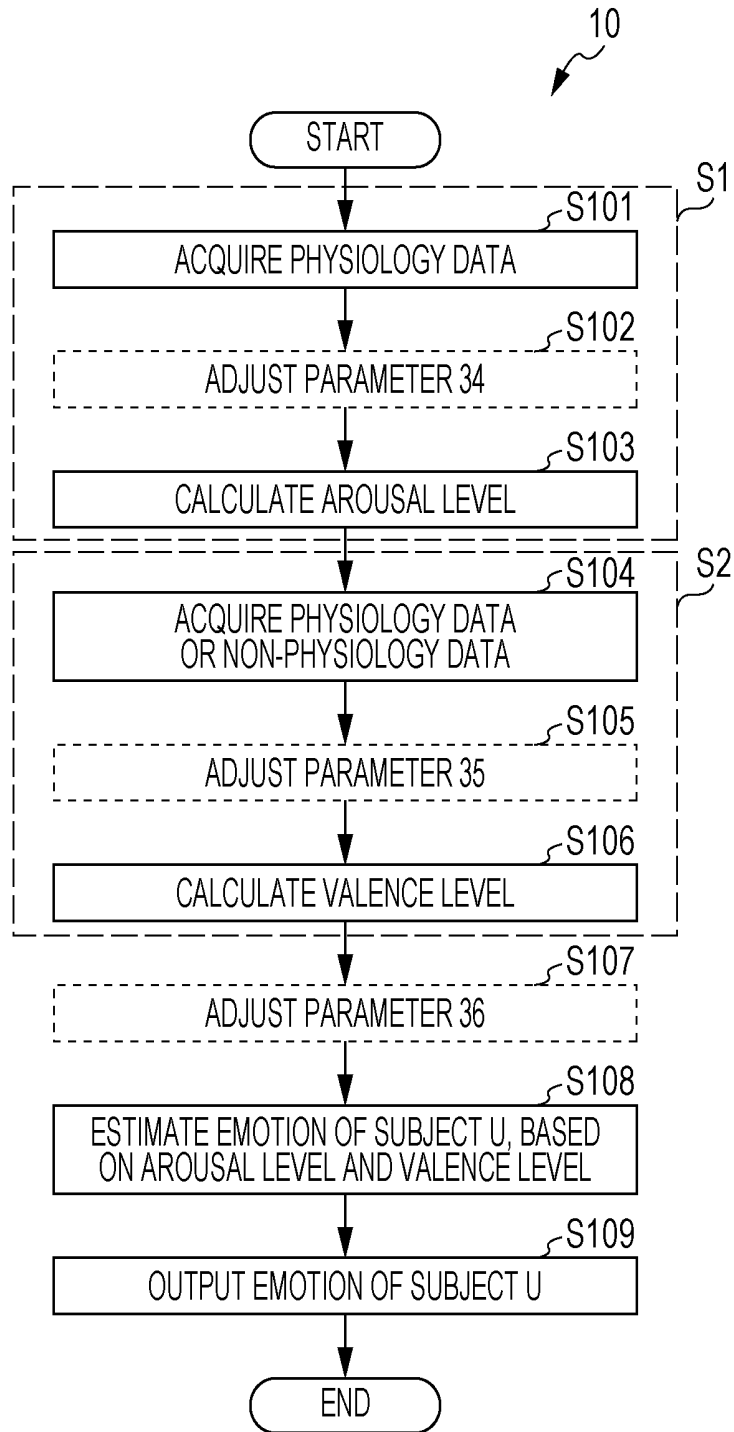 10
START
S1
S101
ACQUIRE PHYSIOLOGY DATA
S102
ADJUST PARAMETER 34
S103
CALCULATE AROUSAL LEVEL
S2
S104
ACQUIRE PHYSIOLOGY DATA
OR NON-PHYSIOLOGY DATA
S105
ADJUST PARAMETER 35
S106
CALCULATE VALENCE LEVEL
S107
ADJUST PARAMETER 36
S108
ESTIMATE EMOTION OF SUBJECT U, BASED
ON AROUSAL LEVEL AND VALENCE LEVEL
S109
OUTPUT EMOTION OF SUBJECT U
END